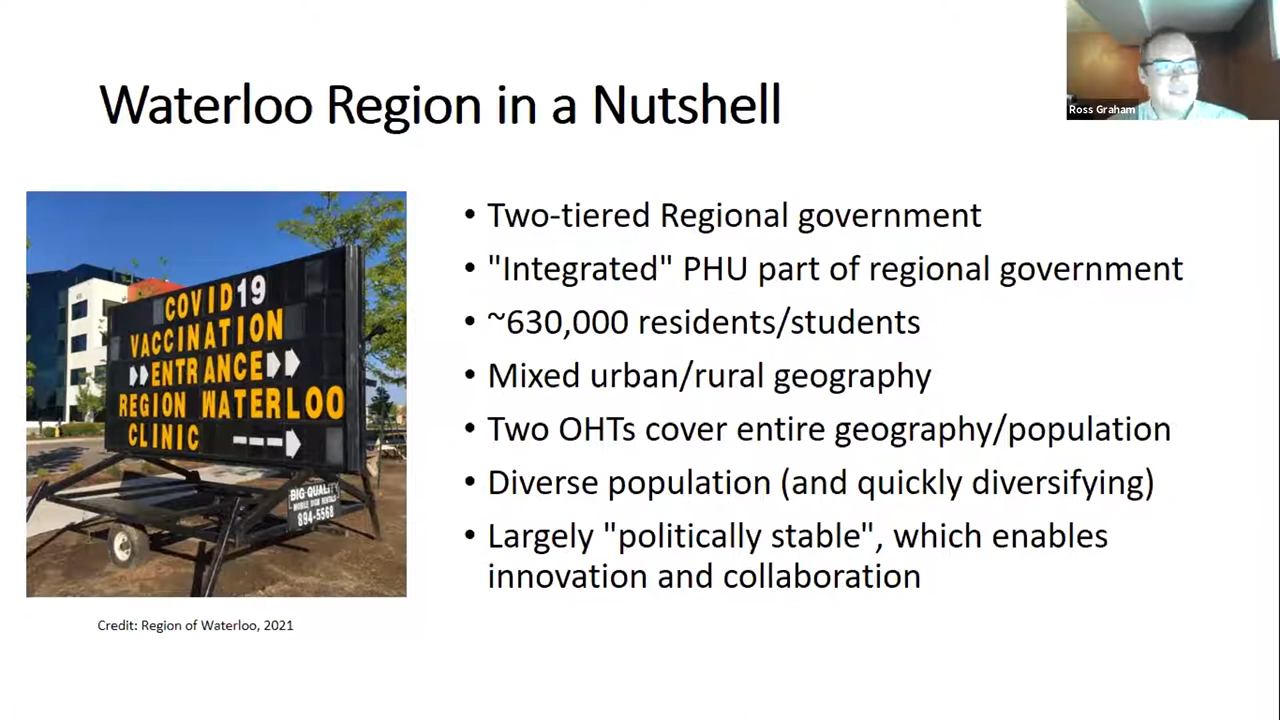 Waterloo Region in a Nutshell
Ross Graham
COVID19
VACCINATION
ENTRANCE
REGION WATERLOO
CLINIC
BIG QUALITY
MOBILE SIGN RENTALS
894-5568
Credit: Region of Waterloo, 2021
• Two-tiered Regional government
• "Integrated" PHU part of regional government
• ~630,000 residents/students
• Mixed urban/rural geography
• Two OHTs cover entire geography/population
• Diverse population (and quickly diversifying)
• Largely "politically stable", which enables
innovation and collaboration